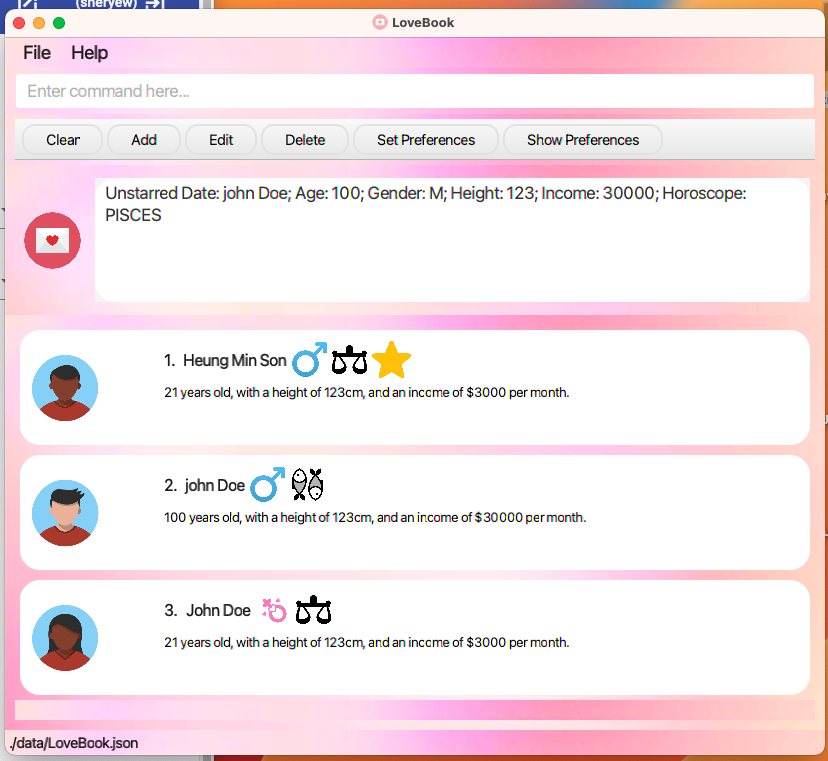 (sheryew)
LoveBook
File Help
Enter command here...
Clear Add Edit Delete Set Preferences Show Preferences
Unstarred Date: john Doe; Age: 100; Gender: M; Height: 123; Income: 30000; Horoscope:
PISCES
1. Heung Min Son
21 years old, with a height of 123cm, and an income of $3000 per month.
2. john Doe
100 years old, with a height of 123cm, and an income of $30000 per month.
3. John Doe
21 years old, with a height of 123cm, and an income of $3000 per month.
./data/LoveBook.json